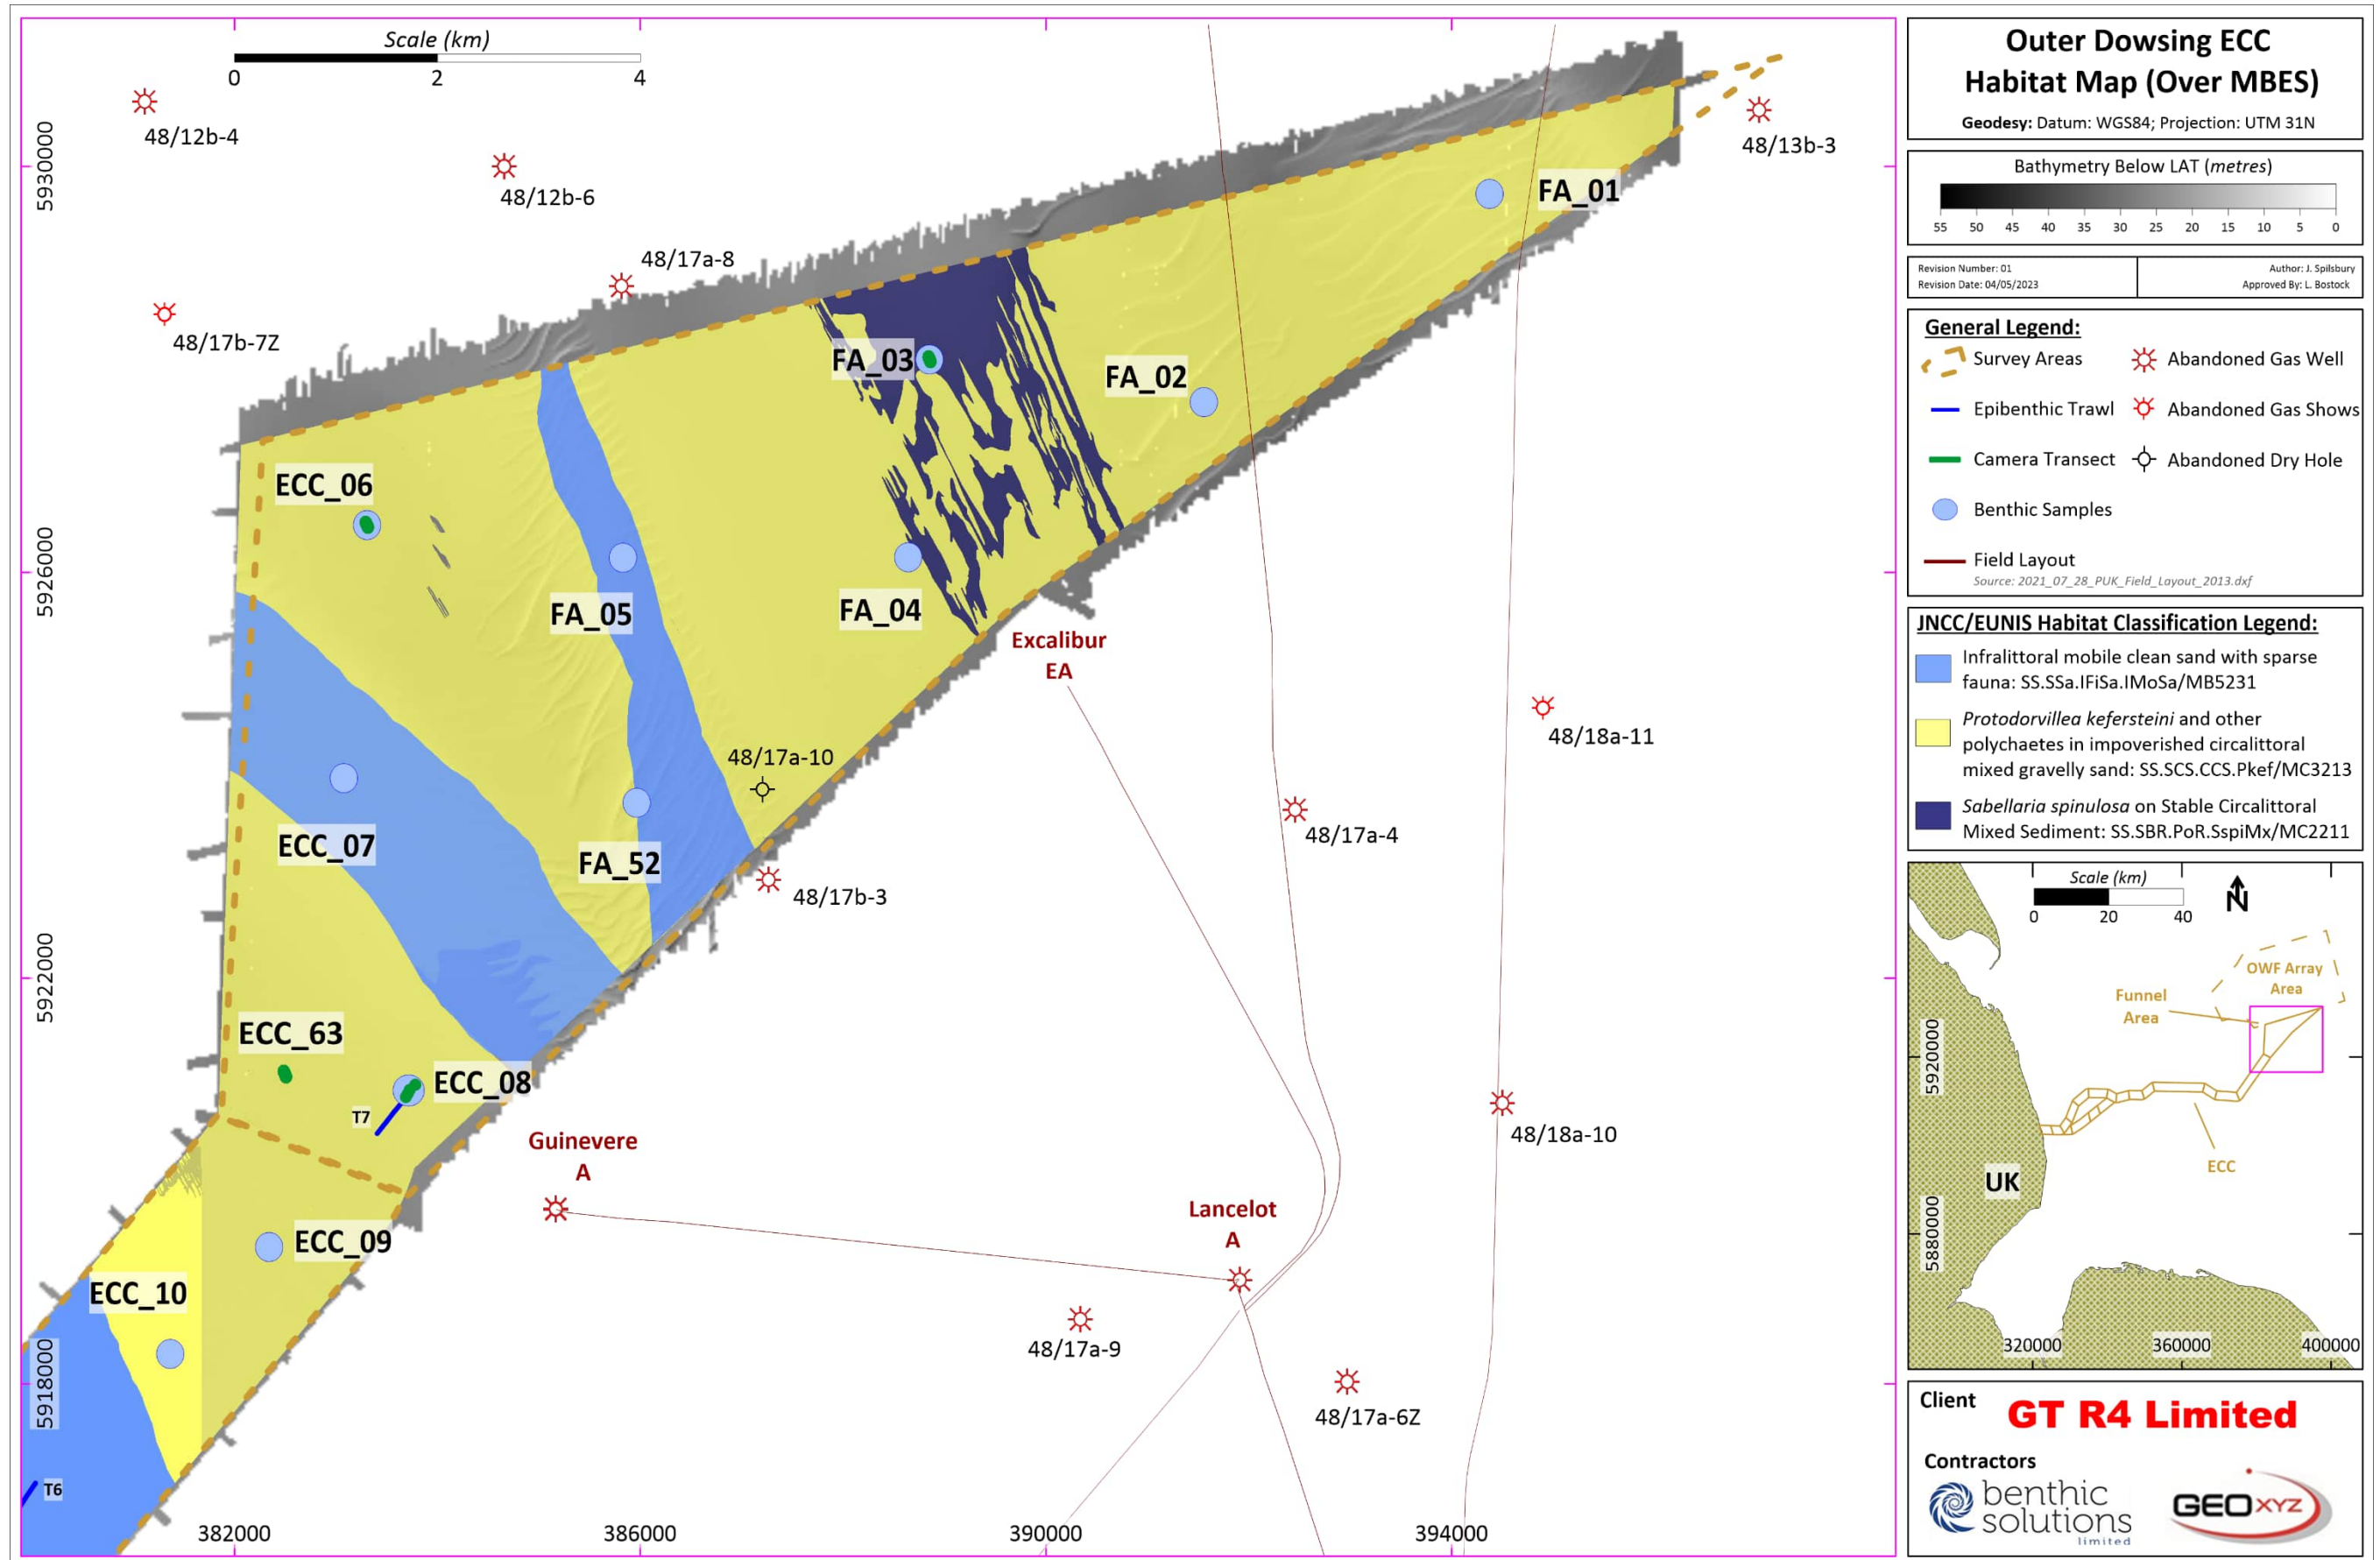 Scale (km)
0 2 4
48/12b-4
48/12b-6
48/17a-8
48/17b-7Z
48/13b-3
FA_01
FA_03
FA_02
ECC_06
FA_05
FA_04
Excalibur
EA
48/17a-10
48/18a-11
ECC_07
FA_52
48/17a-4
48/17b-3
ECC_63
ECC_08
T7
48/18a-10
Guinevere
A
Lancelot
A
ECC_09
ECC_10
48/17a-9
48/17a-6Z
T6
5930000
5926000
5922000
5918000
382000 386000 390000 394000
Outer Dowsing ECC
Habitat Map (Over MBES)
Geodesy: Datum: WGS84; Projection: UTM 31N
Bathymetry Below LAT (metres)
55 50 45 40 35 30 25 20 15 10 5 0
Revision Number: 01
Revision Date: 04/05/2023
Author: J. Spilsbury
Approved By: L. Bostock
General Legend:
Survey Areas
Abandoned Gas Well
Epibenthic Trawl
Abandoned Gas Shows
Camera Transect
Abandoned Dry Hole
Benthic Samples
Field Layout
Source: 2021_07_28_PUK_Field_Layout_2013.dxf
JNCC/EUNIS Habitat Classification Legend:
Infralittoral mobile clean sand with sparse
fauna: SS.SSa.IFiSa.IMoSa/MB5231
Protodorvillea kefersteini and other
polychaetes in impoverished circalittoral
mixed gravelly sand: SS.SCS.CCS.Pkef/MC3213
Sabellaria spinulosa on Stable Circalittoral
Mixed Sediment: SS.SBR.PoR.SspiMx/MC2211
Scale (km)
0 20 40
N
OWF Array
Area
Funnel
Area
ECC
UK
5920000
5880000
320000 360000 400000
Client
GT R4 Limited
Contractors
benthic
solutions
limited
GEOXYZ